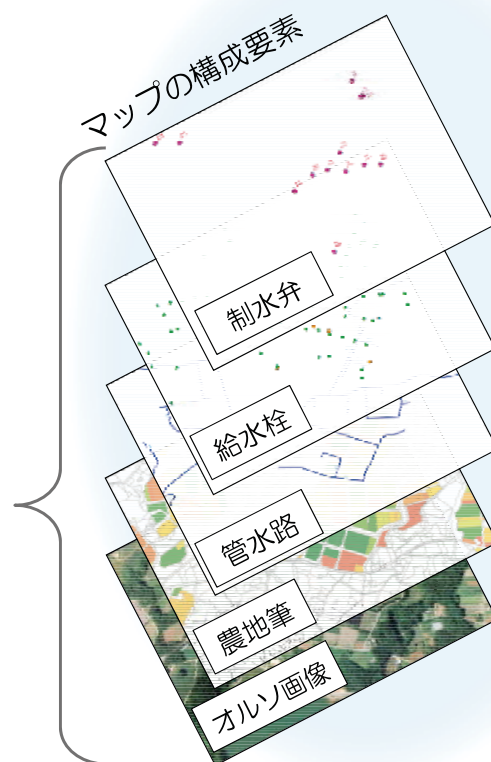 マップの構成要素
制水弁
給水栓
管水路
農地筆
オルソ画像